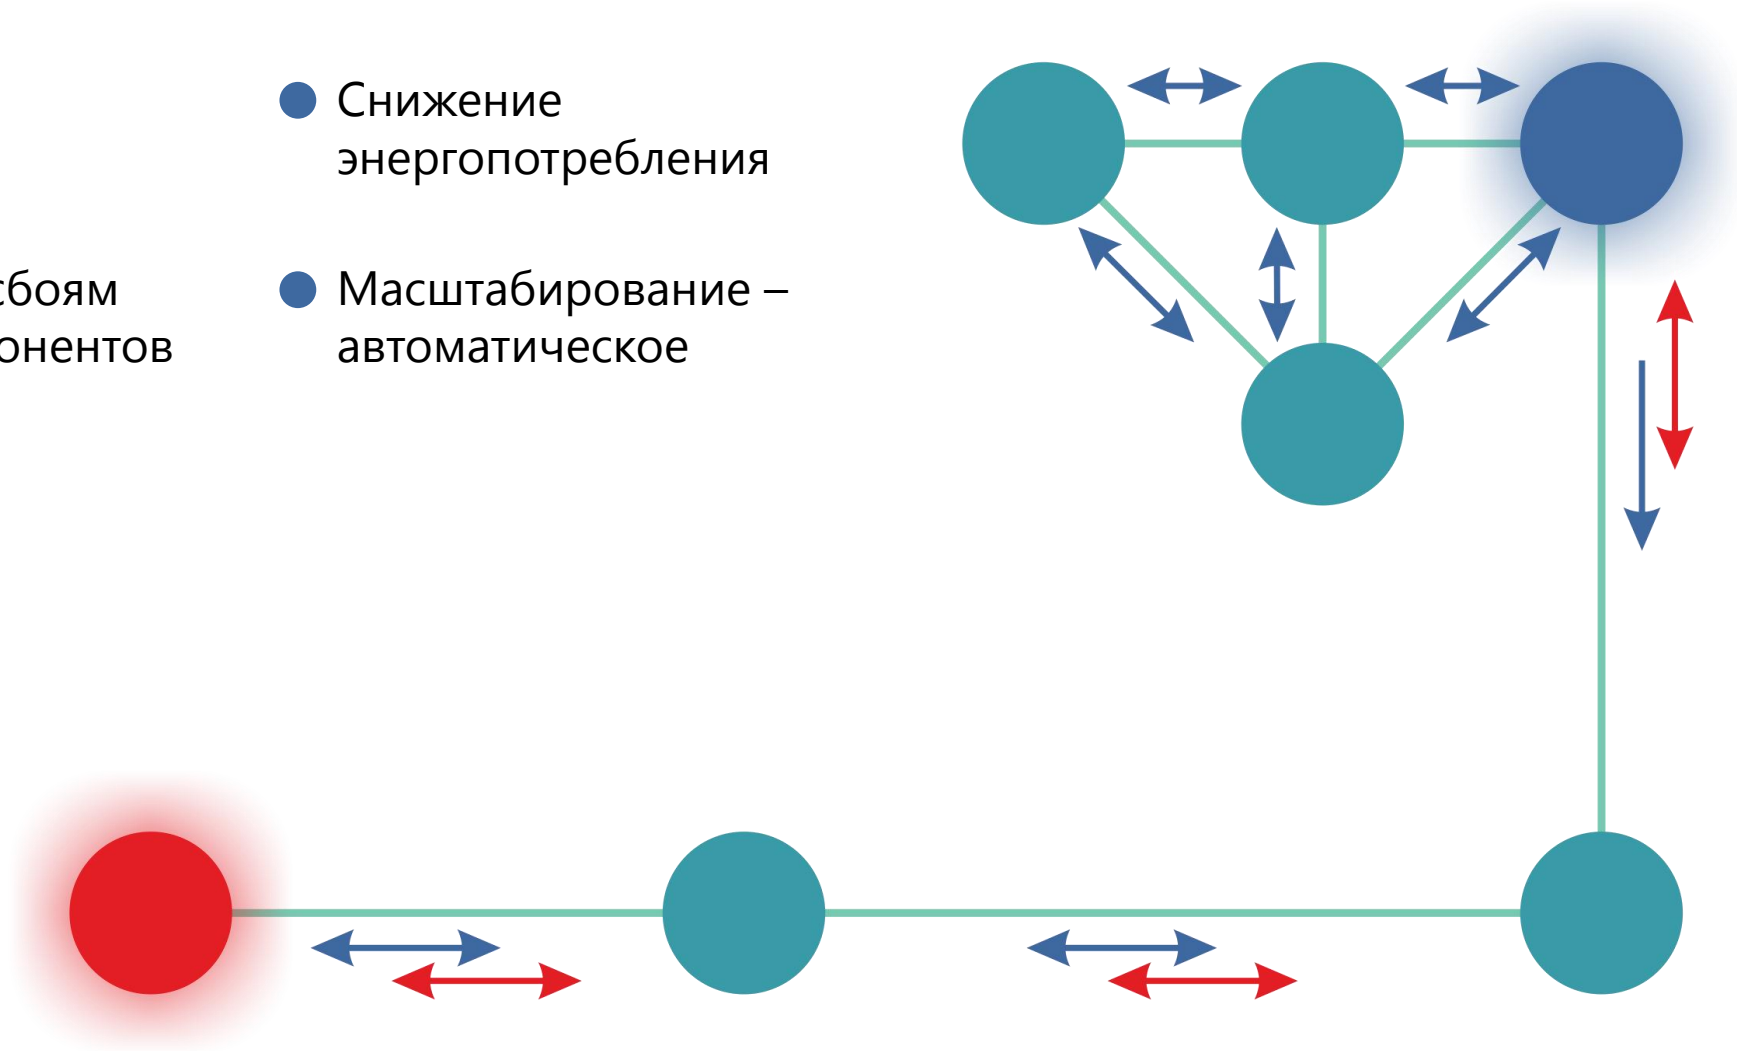 Снижение
энергопотребления
сбоям
онентов
Масштабирование –
автоматическое